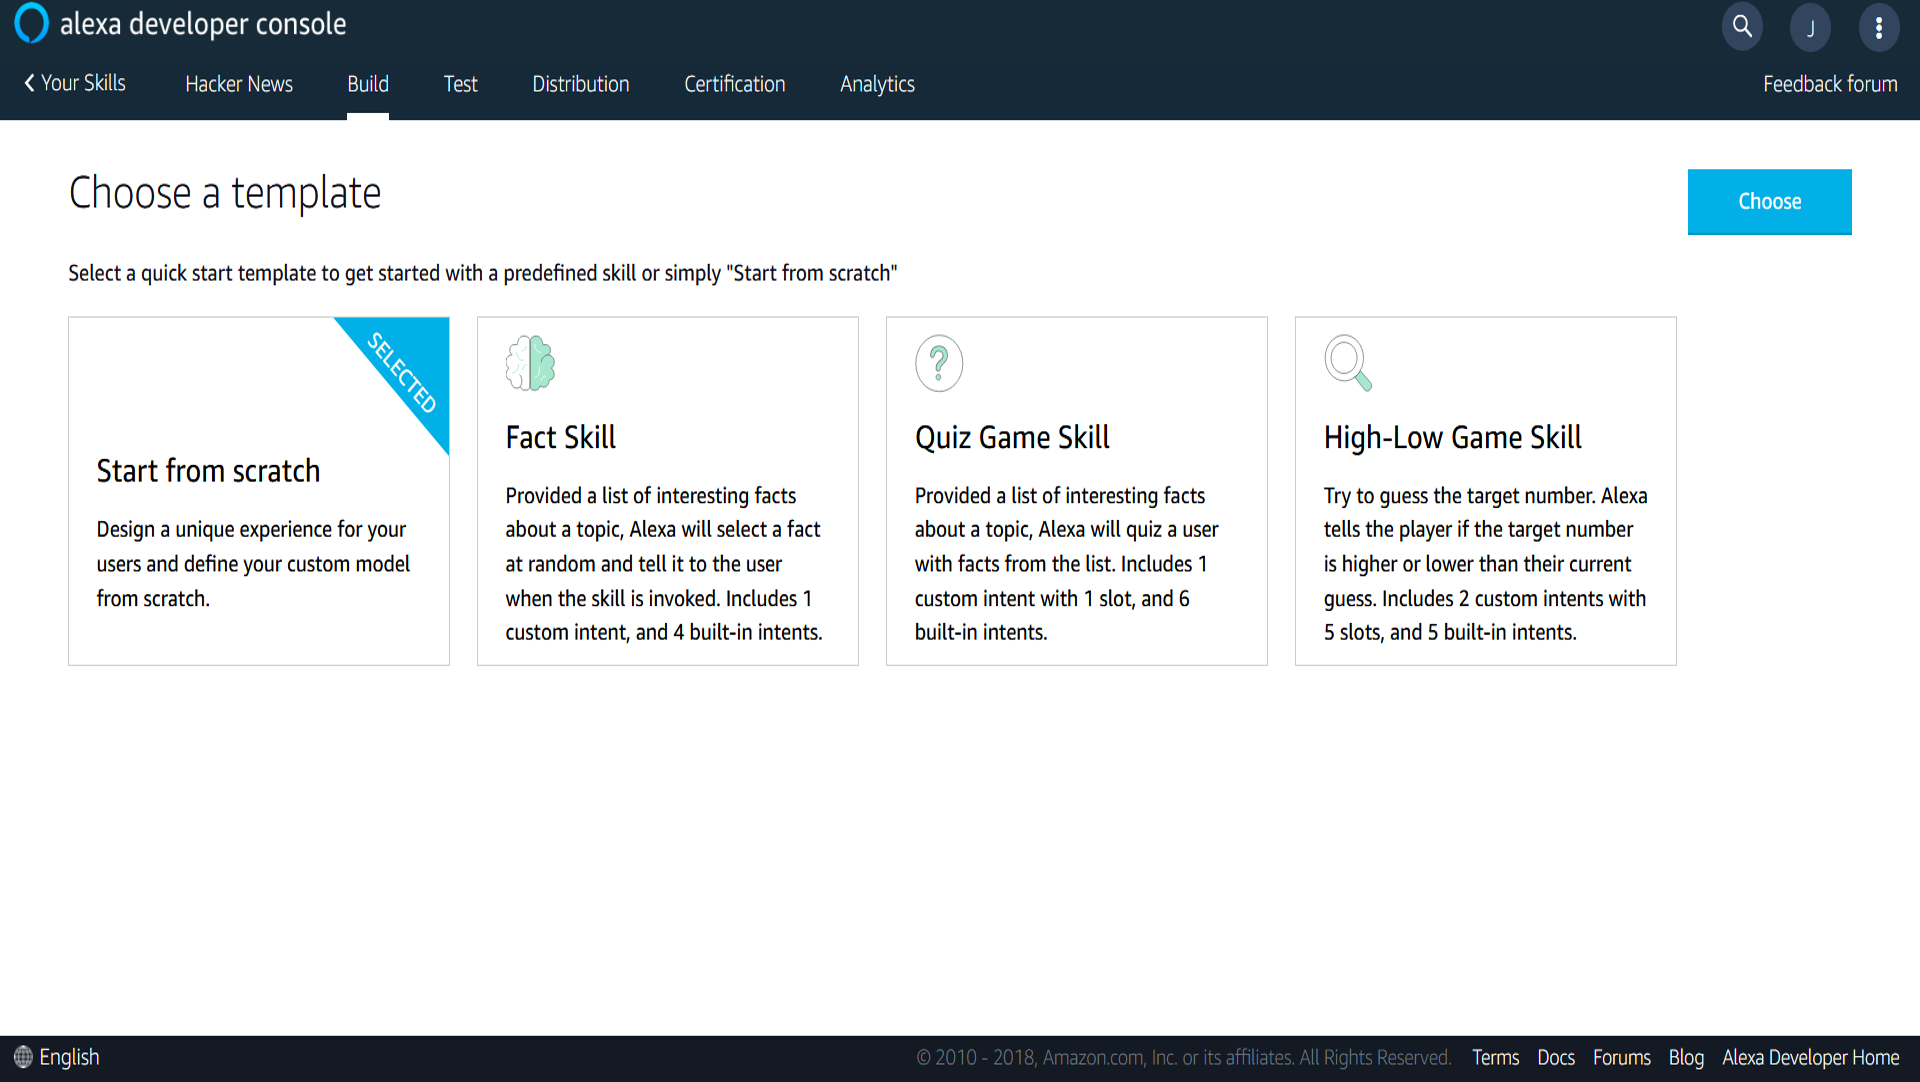 alexa developer console
J
Your Skills
Hacker News
Build
Test
Distribution
Certification
Analytics
Feedback forum
Choose a template
Choose
Select a quick start template to get started with a predefined skill or simply "Start from scratch"
SELECTED
Start from scratch
Design a unique experience for your
users and define your custom model
from scratch.
Fact Skill
Provided a list of interesting facts
about a topic, Alexa will select a fact
at random and tell it to the user
when the skill is invoked. Includes 1
custom intent, and 4 built-in intents.
?
Quiz Game Skill
Provided a list of interesting facts
about a topic, Alexa will quiz a user
with facts from the list. Includes 1
custom intent with 1 slot, and 6
built-in intents.
High-Low Game Skill
Try to guess the target number. Alexa
tells the player if the target number
is higher or lower than their current
guess. Includes 2 custom intents with
5 slots, and 5 built-in intents.
English
© 2010 - 2018, Amazon.com, Inc. or its affiliates. All Rights Reserved.
Terms
Docs
Forums
Blog
Alexa Developer Home